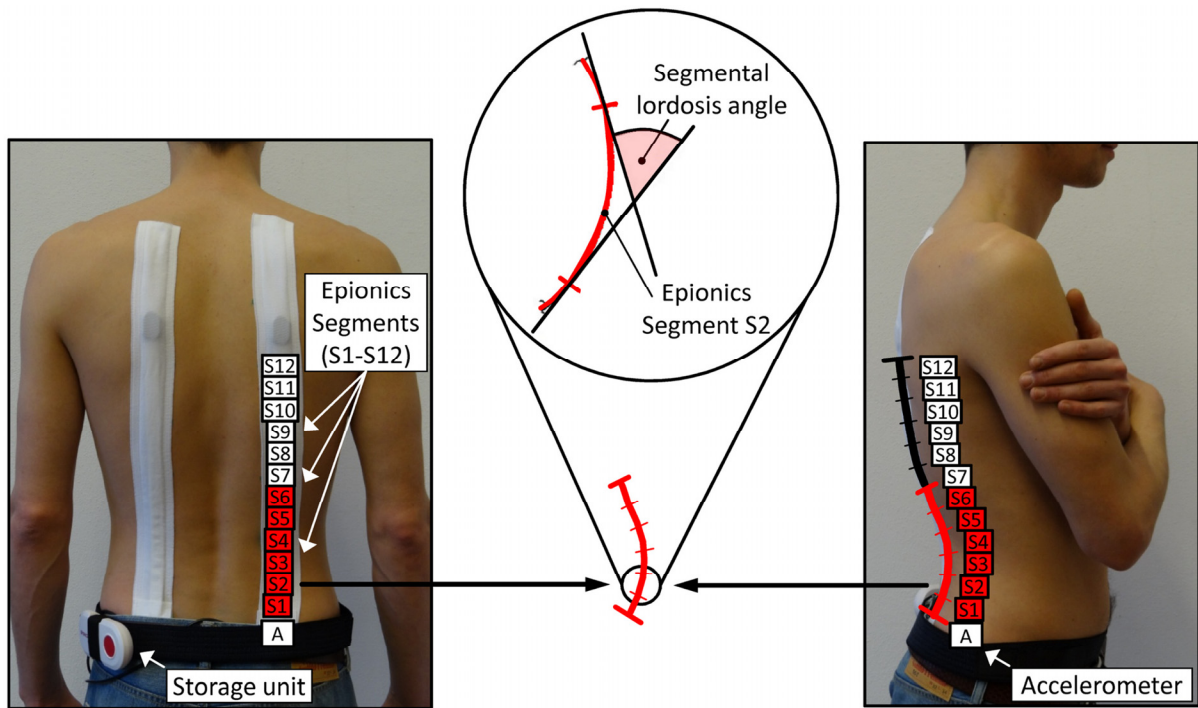 Segmental
lordosis angle
Epionics
Segment S2
Epionics
Segments
(S1-S12)
S12
S11
S10
S9
S8
S7
S6
S5
S4
S3
S2
S1
A
Storage unit
S12
S11
S10
S9
S8
S7
S6
S5
S4
S3
S2
S1
A
Accelerometer